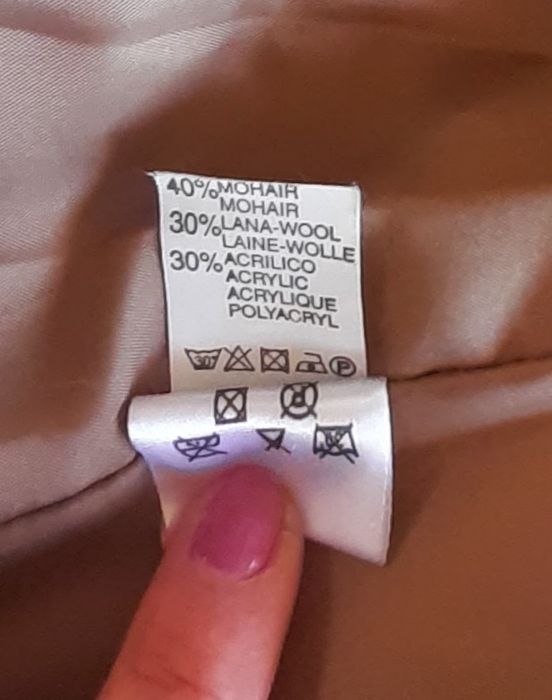 40% MOHAIR
MOHAIR
30% LANA-WOOL
LAINE-WOLLE
30% ACRILICO
ACRYLIC
ACRYLIQUE
POLYACRYL
30° P